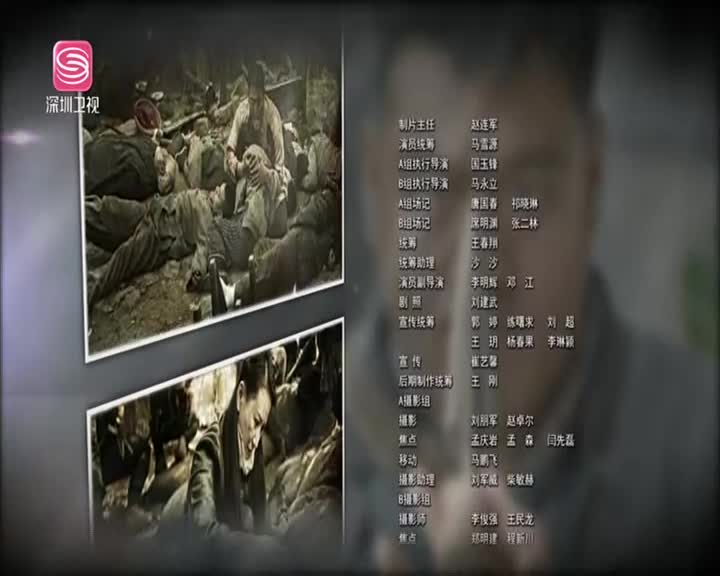 深圳卫视
制片主任 赵连军
演员统筹 马雪源
A组执行导演 国玉锋
B组执行导演 马永立
A组场记 唐国春 祁晓琳
B组场记 席明渊 张二林
统筹 王春翔
统筹助理 汐 汐
演员副导演 李明辉 邓 江
剧 照 刘建武
宣传统筹 郭 婷 练曙求 刘 超
王 玥 杨春果 李琳颖
宣 传 崔艺馨
后期制作统筹 王 刚
A摄影组
摄影 刘朋军 赵卓尔
焦点 孟庆岩 孟 森 闫先磊
移动 马鹏飞
摄影助理 刘军威 柴敏赫
B摄影组
摄影师 李俊强 王民龙
焦点 郑明建 程新川